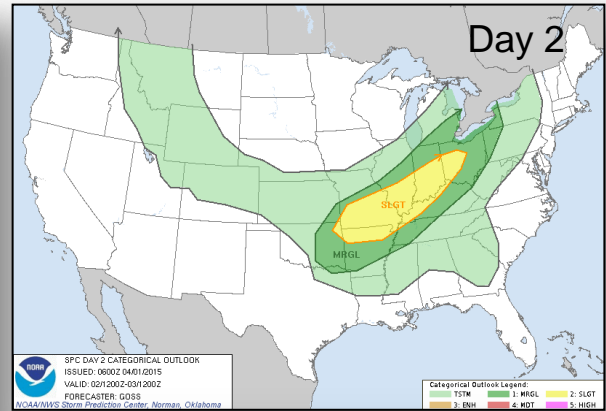 Day 2
SLGT
MRGL
NOAA
SPC DAY 2 CATEGORICAL OUTLOOK
ISSUED: 0600Z 04/01/2015
VALID: 02/1200Z-03/1200Z
FORECASTER: GOSS
NOAA/NWS Storm Prediction Center, Norman, Oklahoma
Categorical Outlook Legend:
TSTM 1: MRGL 2: SLGT
3: ENH 4: MDT 5: HIGH